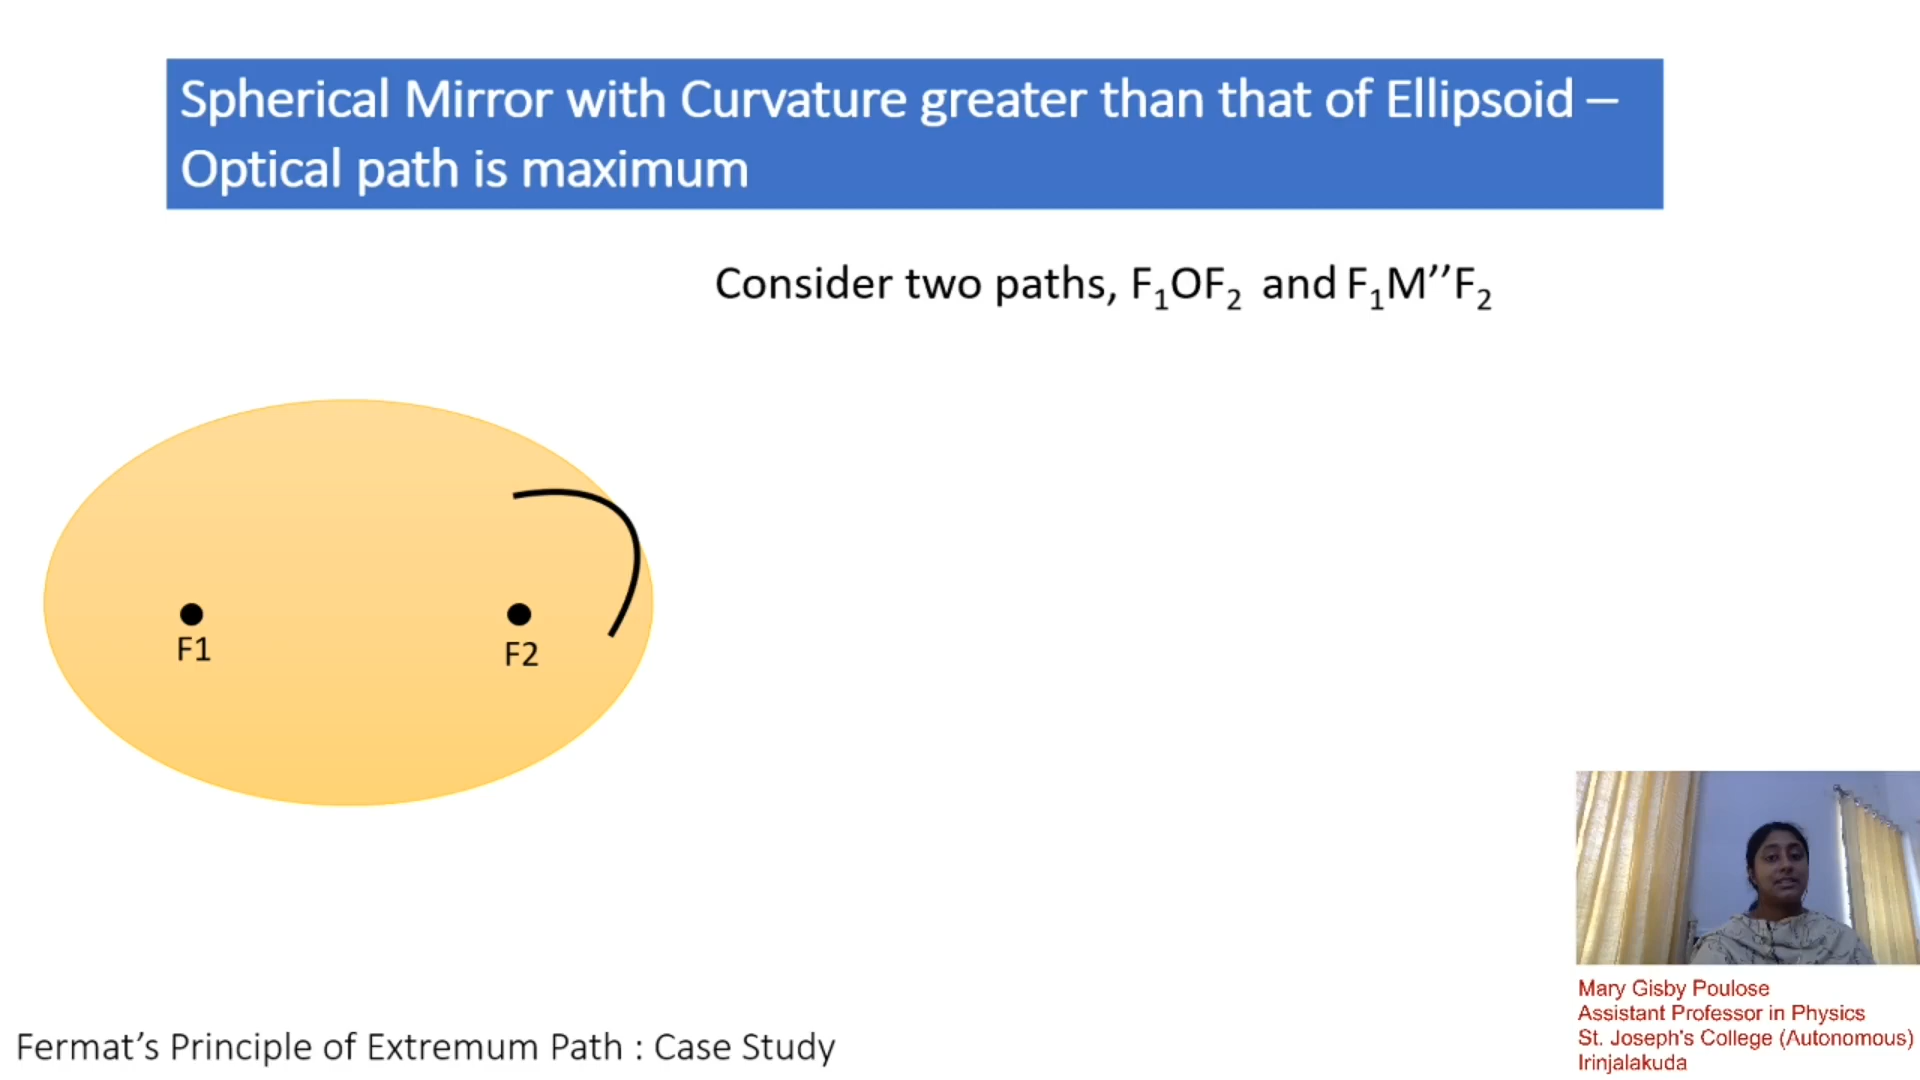 Spherical Mirror with Curvature greater than that of Ellipsoid –
Optical path is maximum
Consider two paths, F₁OF₂ and F₁M’’F₂
F1
F2
Mary Gisby Poulose
Assistant Professor in Physics
St. Joseph's College (Autonomous)
Irinjalakuda
Fermat’s Principle of Extremum Path : Case Study